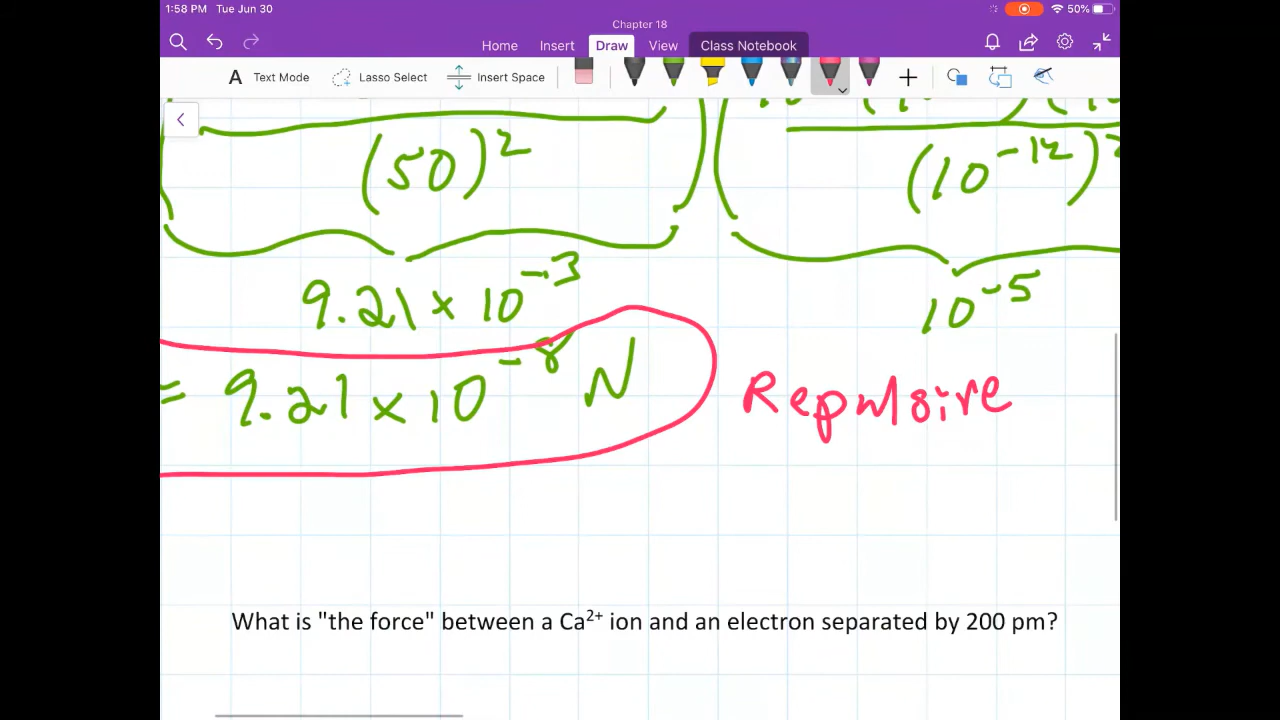 1:58 PM Tue Jun 30
50%
Chapter 18
Home Insert Draw View Class Notebook
A Text Mode Lasso Select Insert Space
(50)²
(10⁻¹²)²
9.21 × 10⁻³
10⁻⁵
= 9.21 × 10⁻⁸ N
Repulsive
What is "the force" between a Ca²⁺ ion and an electron separated by 200 pm?